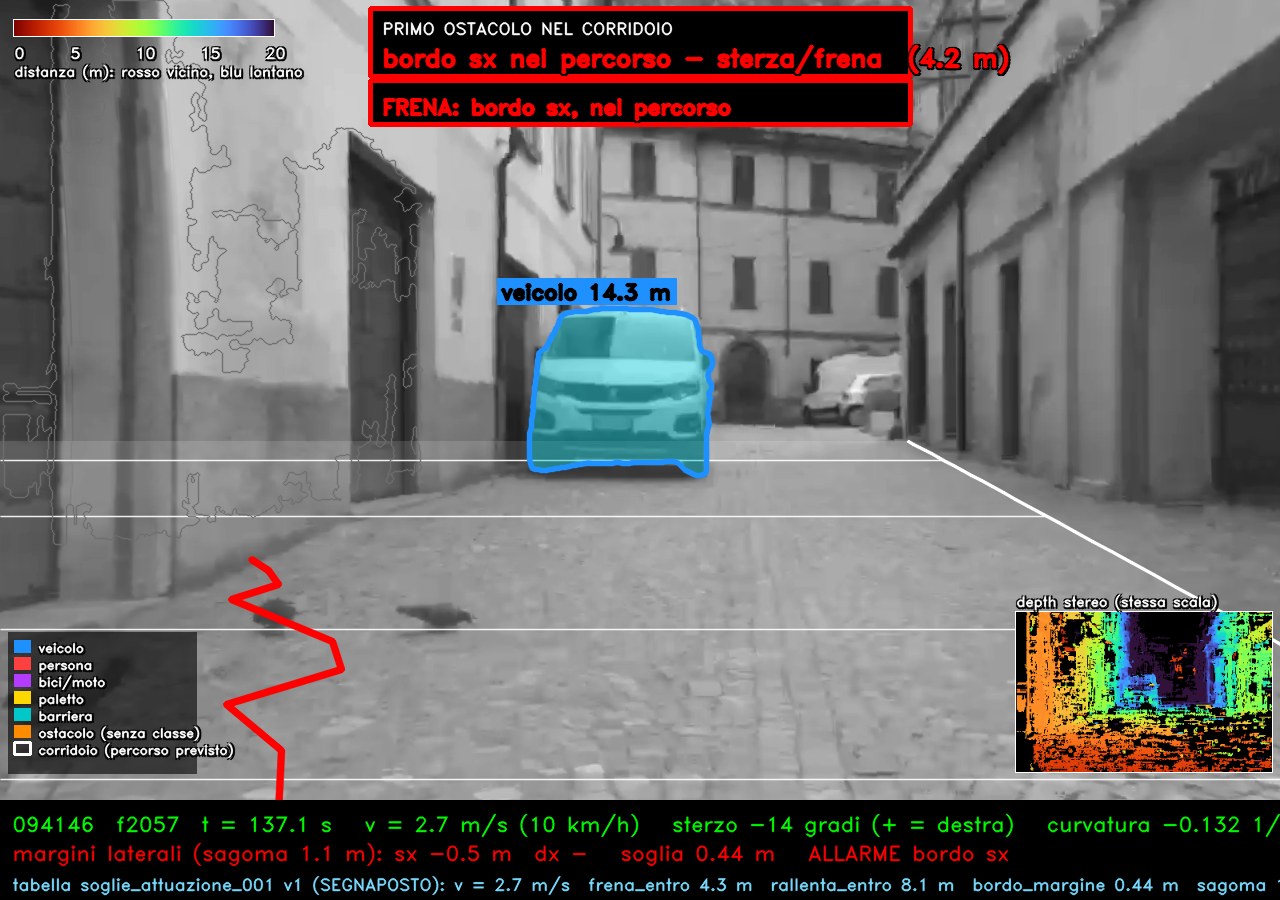 0 5 10 15 20
distanza (m): rosso vicino, blu lontano
PRIMO OSTACOLO NEL CORRIDOIO
bordo sx nel percorso - sterza/frena (4.2 m)
FRENA: bordo sx, nel percorso
veicolo 14.3 m
depth stereo (stessa scala)
veicolo
persona
bici/moto
paletto
barriera
ostacolo (senza classe)
corridoio (percorso previsto)
094146 f2057 t = 137.1 s v = 2.7 m/s (10 km/h) sterzo -14 gradi (+ = destra) curvatura -0.132 1/
margini laterali (sagoma 1.1 m): sx -0.5 m dx - soglia 0.44 m ALLARME bordo sx
tabella soglie_attuazione_001 v1 (SEGNAPOSTO): v = 2.7 m/s frena_entro 4.3 m rallenta_entro 8.1 m bordo_margine 0.44 m sagoma